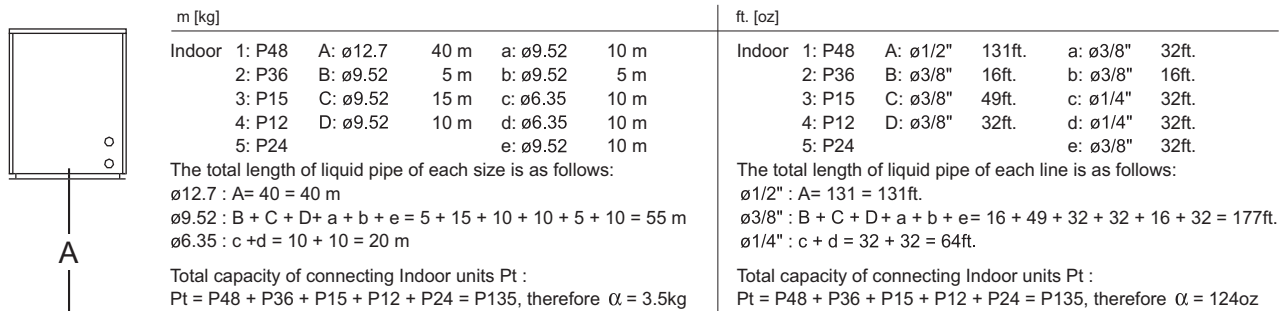 m [kg]
Indoor 1: P48 A: ø12.7 40 m a: ø9.52 10 m
2: P36 B: ø9.52 5 m b: ø9.52 5 m
3: P15 C: ø9.52 15 m c: ø6.35 10 m
4: P12 D: ø9.52 10 m d: ø6.35 10 m
5: P24 e: ø9.52 10 m
The total length of liquid pipe of each size is as follows:
ø12.7 : A= 40 = 40 m
ø9.52 : B + C + D+ a + b + e = 5 + 15 + 10 + 10 + 5 + 10 = 55 m
ø6.35 : c +d = 10 + 10 = 20 m
Total capacity of connecting Indoor units Pt :
Pt = P48 + P36 + P15 + P12 + P24 = P135, therefore α = 3.5kg
ft. [oz]
Indoor 1: P48 A: ø1/2" 131ft. a: ø3/8" 32ft.
2: P36 B: ø3/8" 16ft. b: ø3/8" 16ft.
3: P15 C: ø3/8" 49ft. c: ø1/4" 32ft.
4: P12 D: ø3/8" 32ft. d: ø1/4" 32ft.
5: P24 e: ø3/8" 32ft.
The total length of liquid pipe of each line is as follows:
ø1/2" : A= 131 = 131ft.
ø3/8" : B + C + D+ a + b + e= 16 + 49 + 32 + 32 + 16 + 32 = 177ft.
ø1/4" : c + d = 32 + 32 = 64ft.
Total capacity of connecting Indoor units Pt :
Pt = P48 + P36 + P15 + P12 + P24 = P135, therefore α = 124oz
A